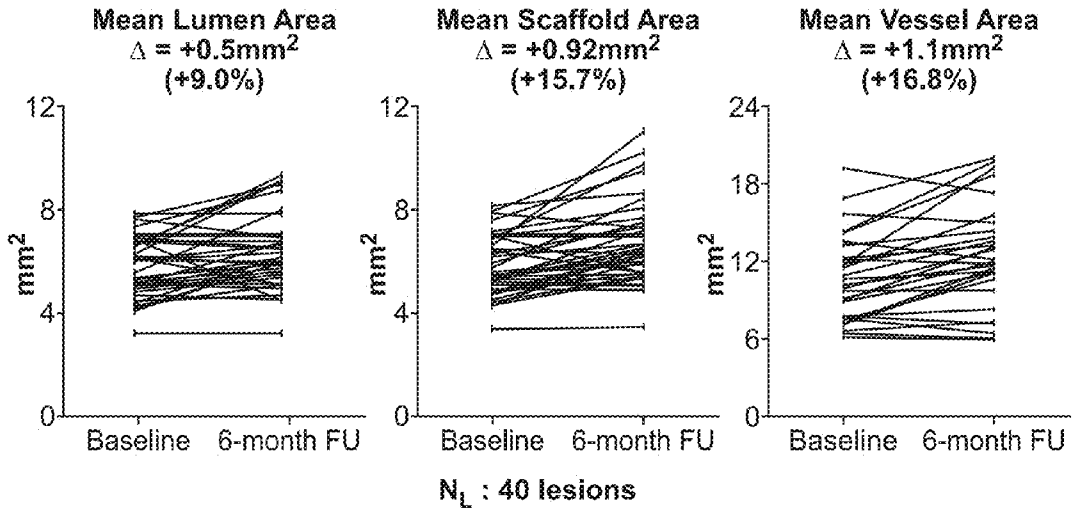 Mean Lumen Area
Δ = +0.5mm²
(+9.0%)
12
8
4
0
mm²
Baseline 6-month FU
Mean Scaffold Area
Δ = +0.92mm²
(+15.7%)
12
8
4
0
mm²
Baseline 6-month FU
Mean Vessel Area
Δ = +1.1mm²
(+16.8%)
24
18
12
6
0
mm²
Baseline 6-month FU
N_L : 40 lesions